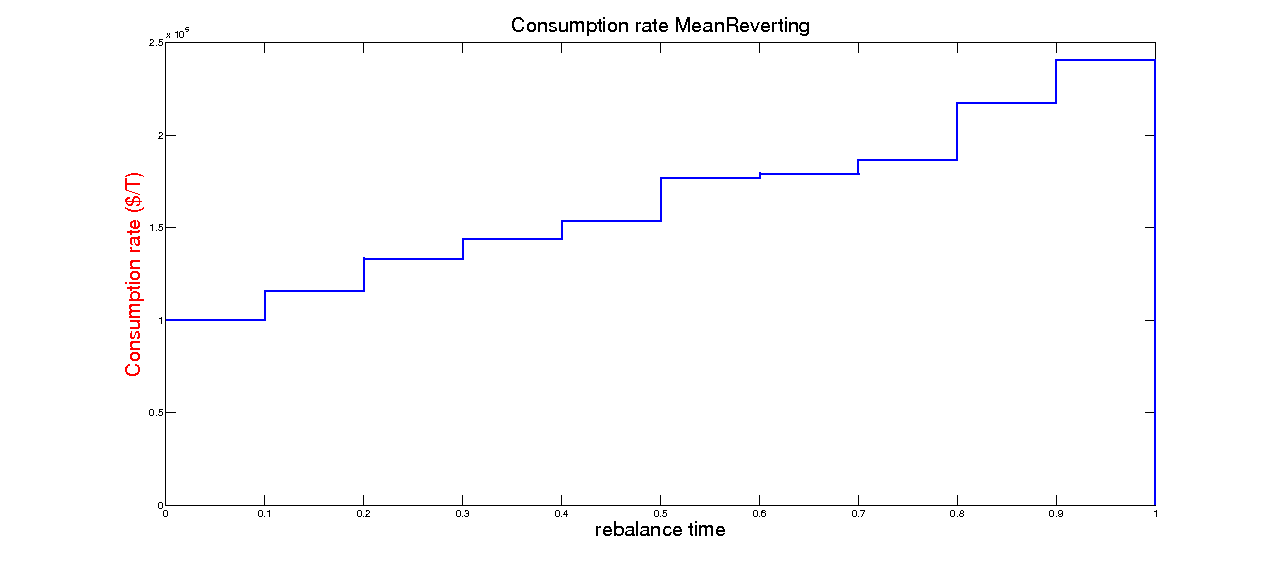 Consumption rate MeanReverting
x 10^5
2.5
2
1.5
1
0.5
0
Consumption rate ($/T)
0 0.1 0.2 0.3 0.4 0.5 0.6 0.7 0.8 0.9 1
rebalance time